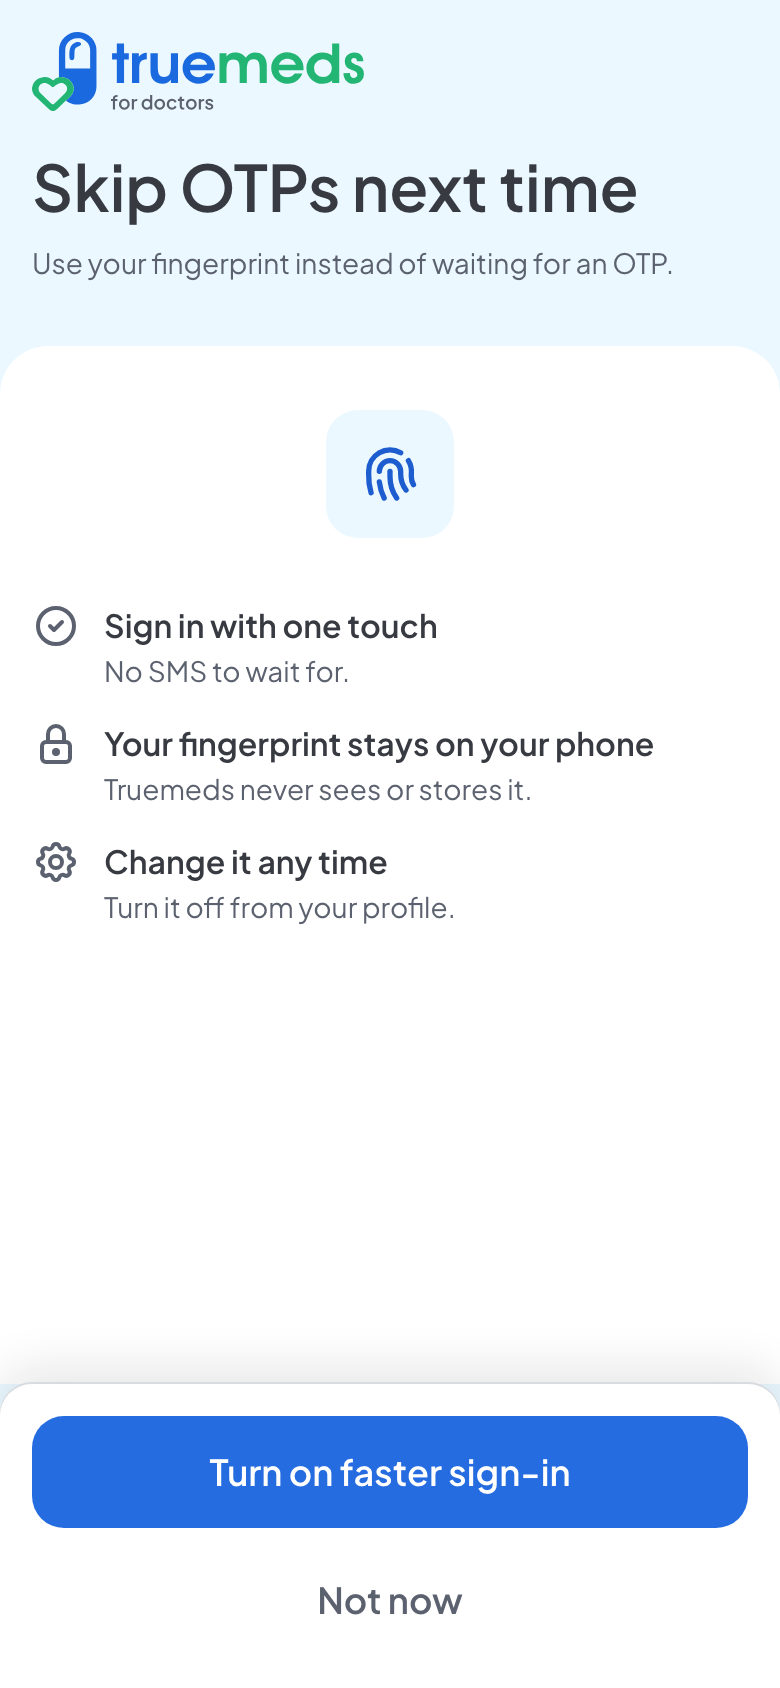 truemeds
for doctors
Skip OTPs next time
Use your fingerprint instead of waiting for an OTP.
Sign in with one touch
No SMS to wait for.
Your fingerprint stays on your phone
Truemeds never sees or stores it.
Change it any time
Turn it off from your profile.
Turn on faster sign-in
Not now